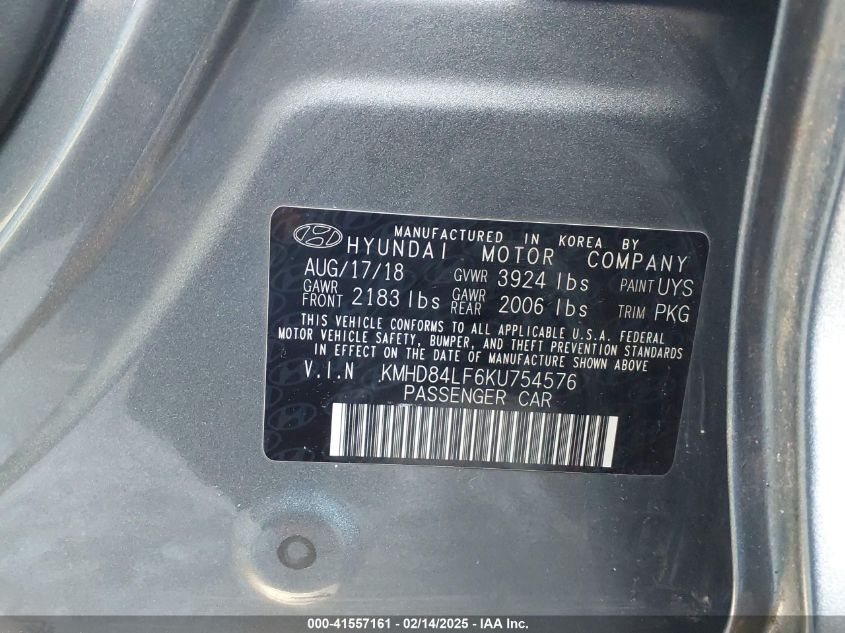 MANUFACTURED IN KOREA BY
HYUNDAI MOTOR COMPANY
AUG/17/18 GVWR 3924 lbs PAINT UYS
GAWR FRONT 2183 lbs GAWR REAR 2006 lbs TRIM PKG
THIS VEHICLE CONFORMS TO ALL APPLICABLE U.S.A. FEDERAL
MOTOR VEHICLE SAFETY, BUMPER, AND THEFT PREVENTION STANDARDS
IN EFFECT ON THE DATE OF MANUFACTURE SHOWN ABOVE
V.I.N KMHD84LF6KU754576
PASSENGER CAR
000-41557161 - 02/14/2025 - IAA Inc.